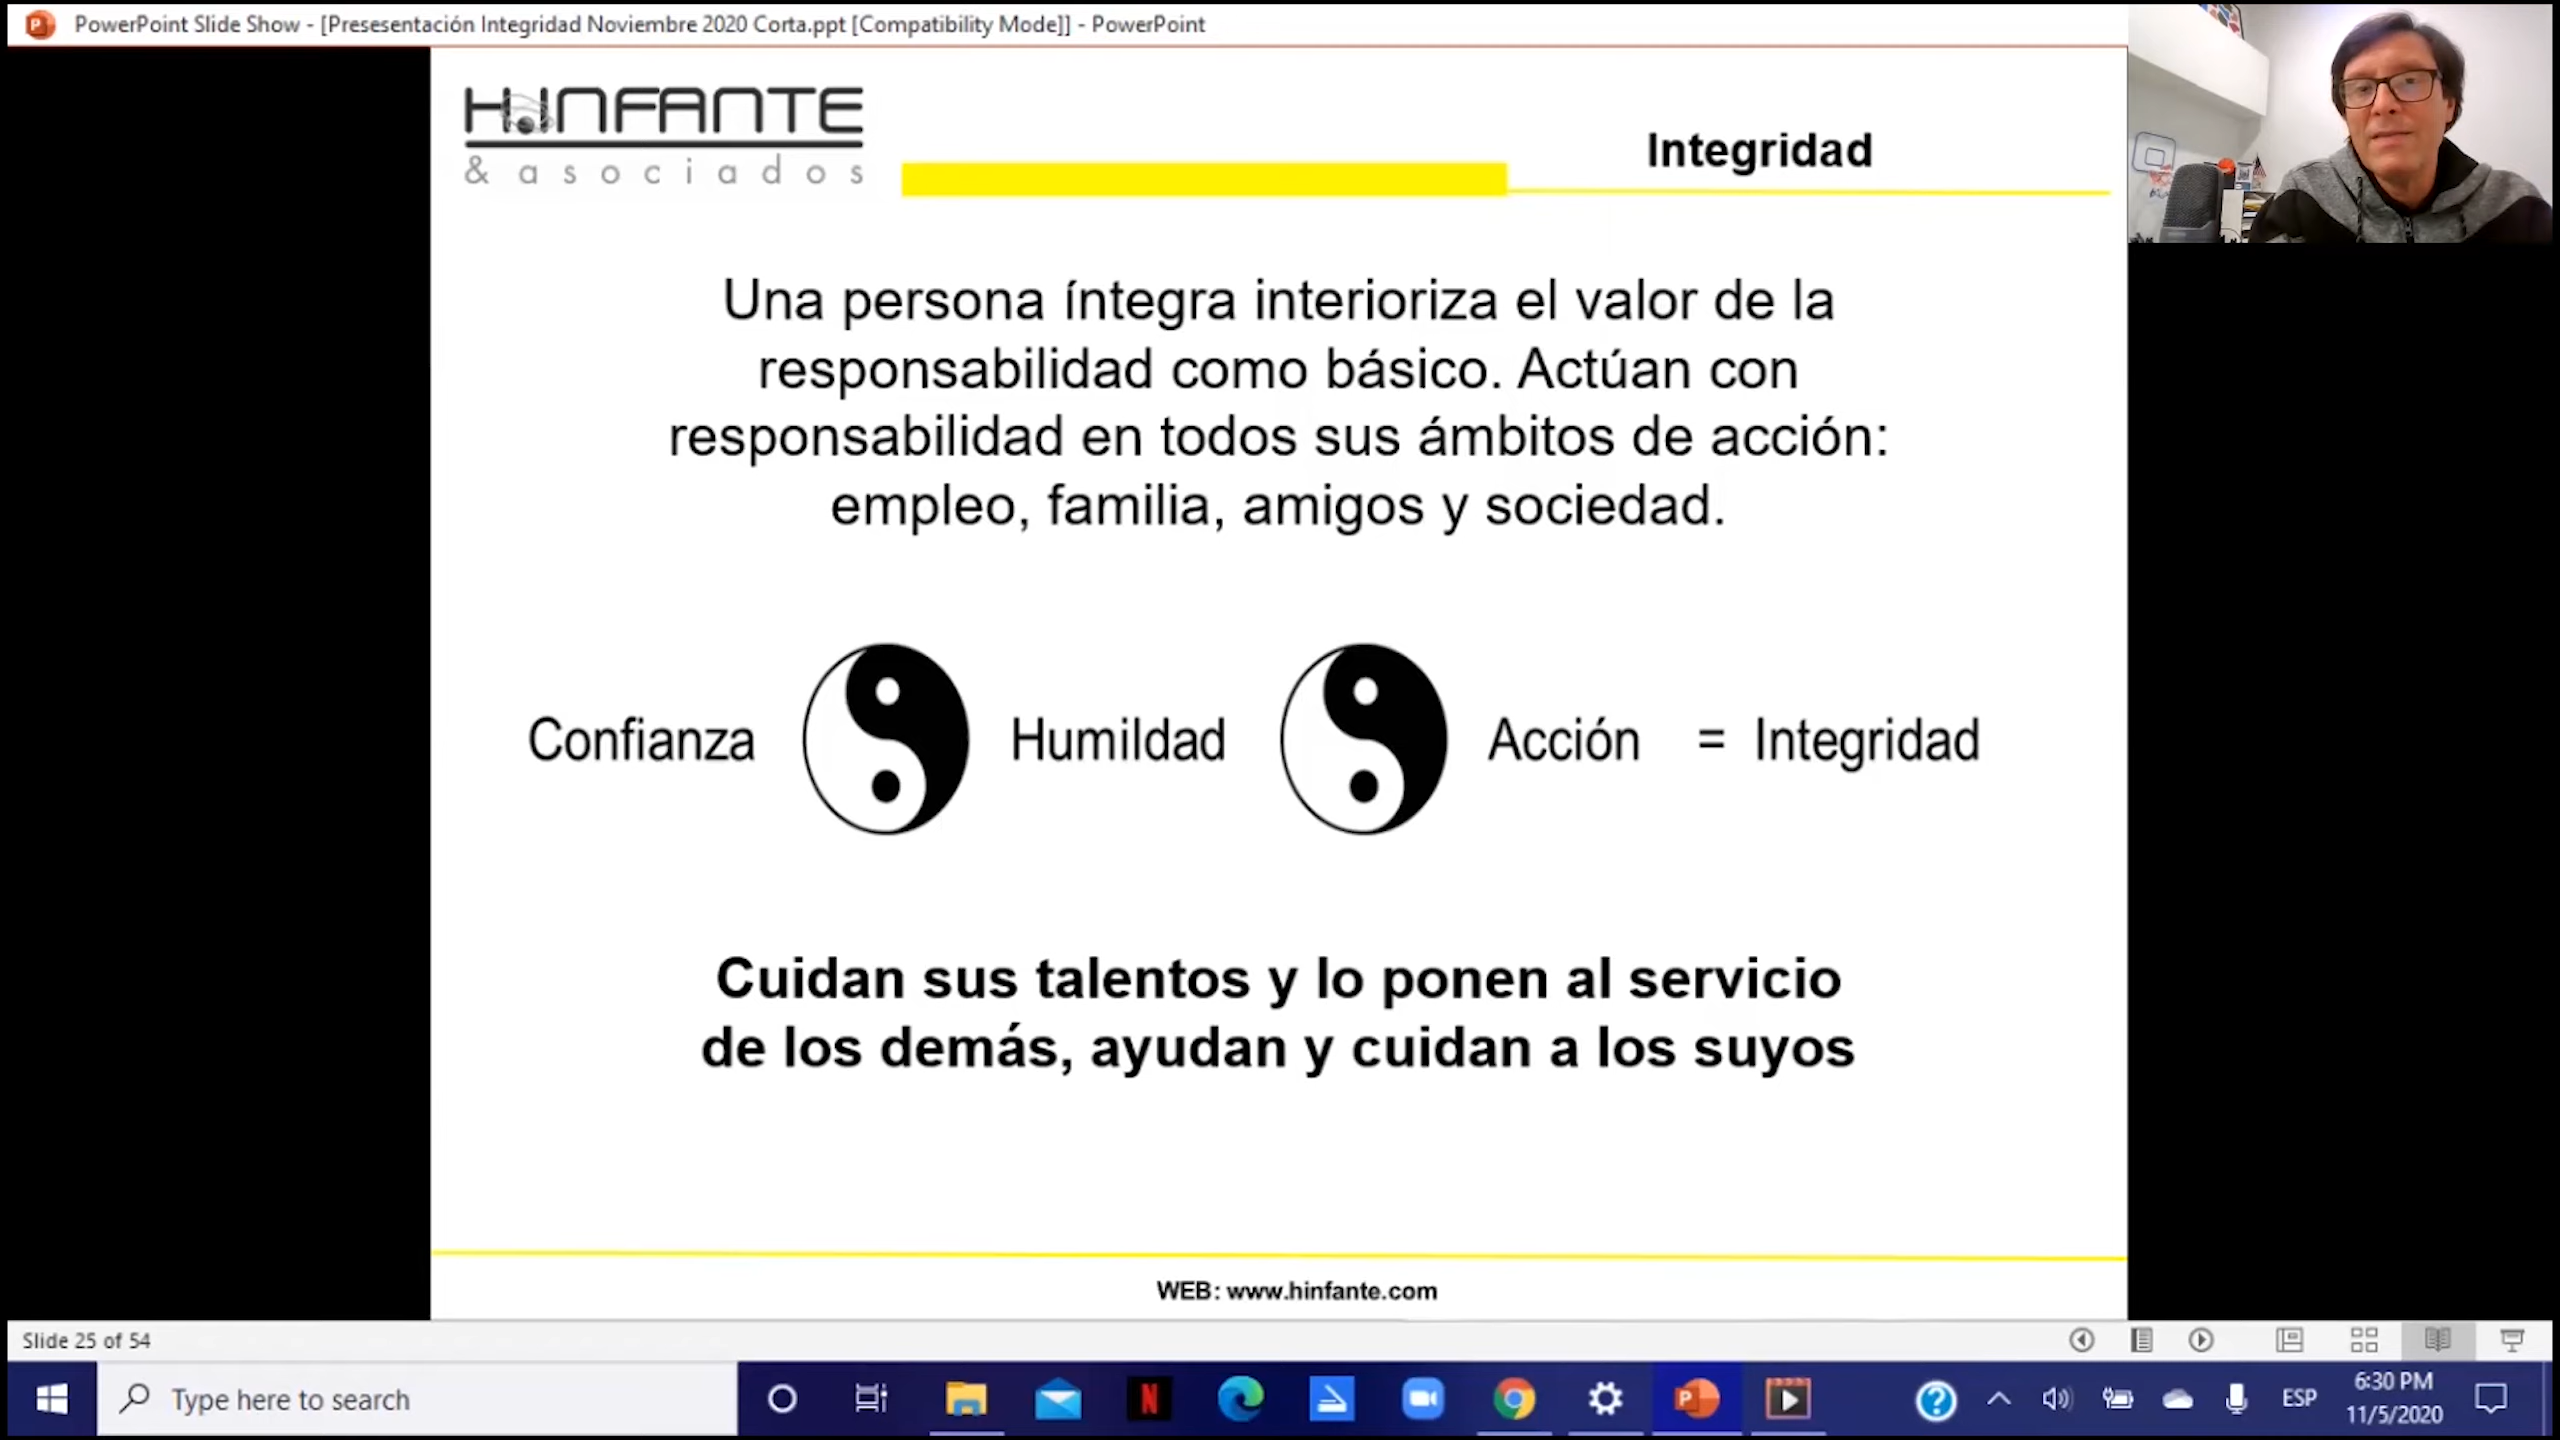 PowerPoint Slide Show - [Presesentación Integridad Noviembre 2020 Corta.ppt [Compatibility Mode]] - PowerPoint
H.INFANTE
& asociados
Integridad
Una persona íntegra interioriza el valor de la
responsabilidad como básico. Actúan con
responsabilidad en todos sus ámbitos de acción:
empleo, familia, amigos y sociedad.
Confianza Humildad Acción = Integridad
Cuidan sus talentos y lo ponen al servicio
de los demás, ayudan y cuidan a los suyos
WEB: www.hinfante.com
Slide 25 of 54
Type here to search
ESP
6:30 PM
11/5/2020